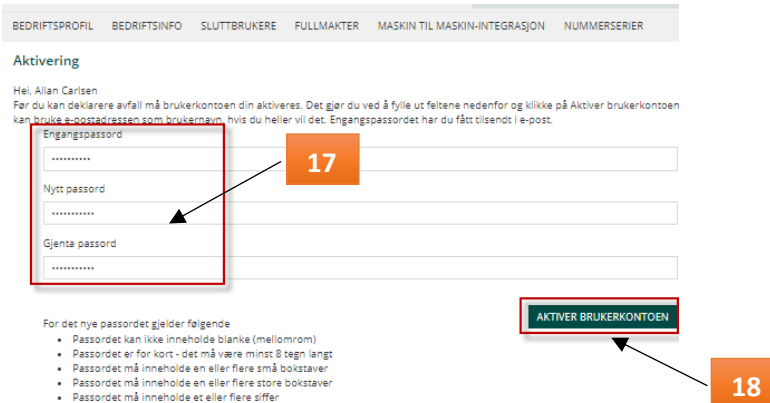 BEDRIFTSPROFIL BEDRIFTSINFO SLUTTBRUKERE FULLMAKTER MASKIN TIL MASKIN-INTEGRASJON NUMMERSERIER
Aktivering
Hei, Allan Carlsen
Før du kan deklarere avfall må brukerkontoen din aktiveres. Det gjør du ved å fylle ut feltene nedenfor og klikke på Aktiver brukerkontoen
kan bruke e-postadressen som brukernavn, hvis du heller vil det. Engangspassordet har du fått tilsendt i e-post.
Engangspassord
··········
17
Nytt passord
···········
Gjenta passord
···········
AKTIVER BRUKERKONTOEN
For det nye passordet gjelder følgende
• Passordet kan ikke inneholde blanke (mellomrom)
• Passordet er for kort - det må være minst 8 tegn langt
• Passordet må inneholde en eller flere små bokstaver
• Passordet må inneholde en eller flere store bokstaver
• Passordet må inneholde et eller flere siffer
18